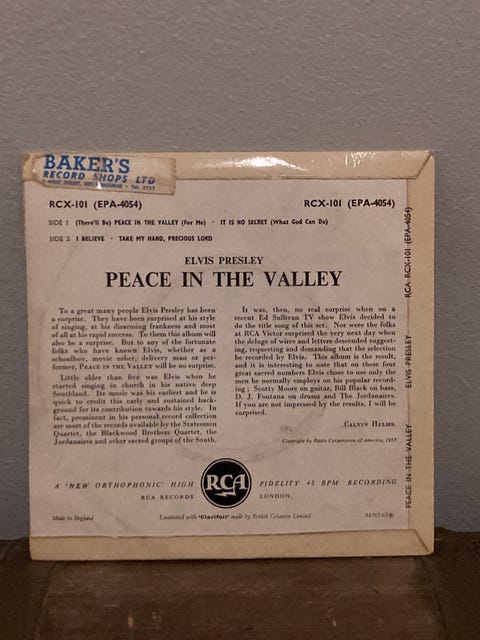 BAKER'S
RECORD SHOPS LTD
RCX-101 (EPA-4054) RCX-101 (EPA-4054)
SIDE 1 (There'll Be) PEACE IN THE VALLEY (For Me) · IT IS NO SECRET (What God Can Do)
SIDE 2 I BELIEVE · TAKE MY HAND, PRECIOUS LORD
ELVIS PRESLEY
PEACE IN THE VALLEY
To a great many people Elvis Presley has been
a surprise. They have been surprised at his style
of singing, at his disarming frankness and most
of all at his rapid success. To them this album will
also be a surprise. But to any of the fortunate
folks who have known Elvis, whether as a
schoolboy, movie usher, delivery man or per-
former, PEACE IN THE VALLEY will be no surprise.
Little older than five was Elvis when he
started singing in church in his native deep
Southland. Its music was his earliest and he is
quick to credit this early and sustained back-
ground for its contribution towards his style. In
fact, prominent in his personal record collection
are most of the records available by the Statesmen
Quartet, the Blackwood Brothers Quartet, the
Jordanaires and other sacred groups of the South.
It was, then, no real surprise when on a
recent Ed Sullivan TV show Elvis decided to
do the title song of this set. Nor were the folks
at RCA Victor surprised the very next day when
the deluge of wires and letters descended suggest-
ing, requesting and demanding that the selection
be recorded by Elvis. This album is the result,
and it is interesting to note that on these four
great sacred numbers Elvis chose to use only the
men he normally employs on his popular record-
ing; Scotty Moore on guitar, Bill Black on bass,
D. J. Fontana on drums and The Jordanaires.
If you are not impressed by the results, I will be
surprised.
CALVIN HELMS.
Copyright by Radio Corporation of America, 1957
A 'NEW ORTHOPHONIC' HIGH RCA FIDELITY 45 RPM RECORDING
RCA RECORDS LONDON.
Made in England Laminated with 'Clarifoil' made by British Celanese Limited
PEACE IN THE VALLEY ELVIS PRESLEY RCA RCX-101 (EPA-4054)